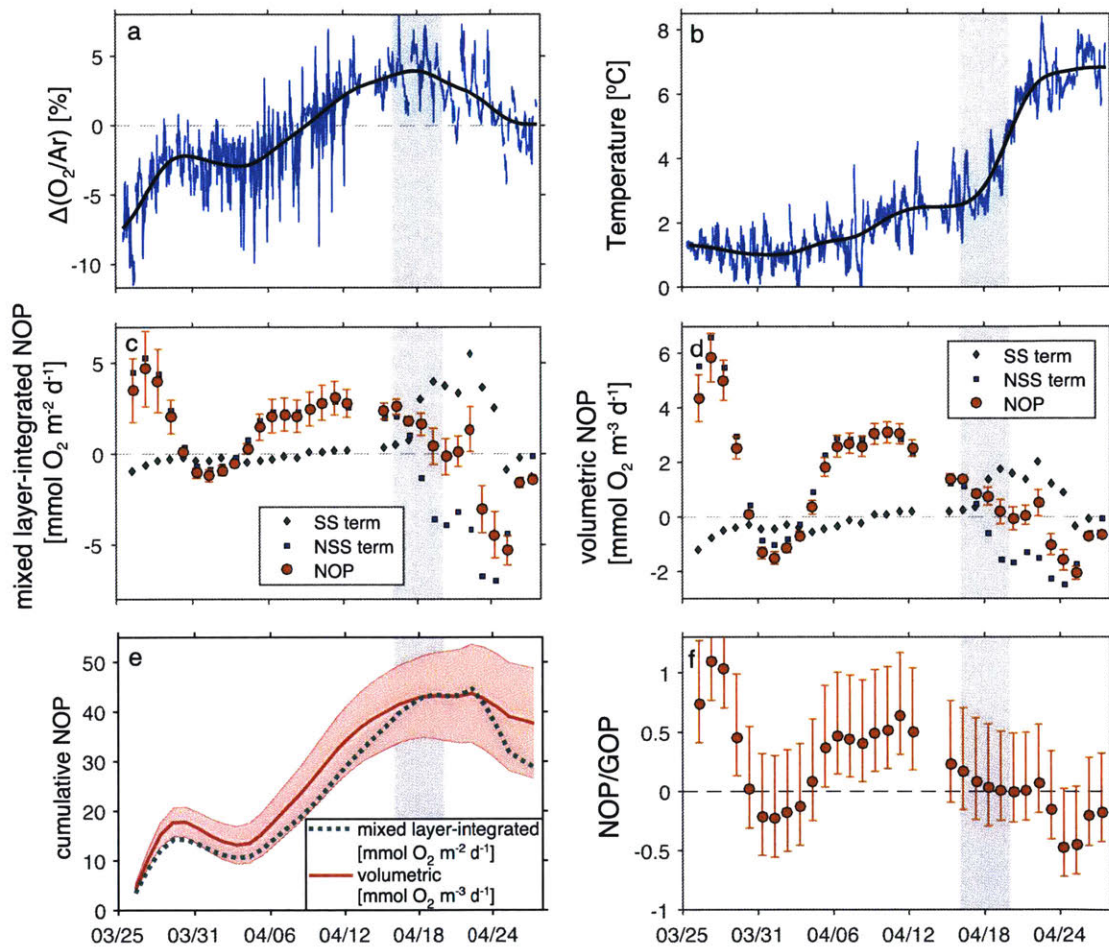 a
Δ(O₂/Ar) [%]
5
0
-5
-10
b
Temperature [ºC]
8
6
4
2
0
c
mixed layer-integrated NOP
[mmol O₂ m⁻² d⁻¹]
5
0
-5
SS term
NSS term
NOP
d
volumetric NOP
[mmol O₂ m⁻³ d⁻¹]
6
4
2
0
-2
SS term
NSS term
NOP
e
cumulative NOP
50
40
30
20
10
0
mixed layer-integrated
[mmol O₂ m⁻² d⁻¹]
volumetric
[mmol O₂ m⁻³ d⁻¹]
03/25 03/31 04/06 04/12 04/18 04/24
f
NOP/GOP
1
0.5
0
-0.5
-1
03/25 03/31 04/06 04/12 04/18 04/24